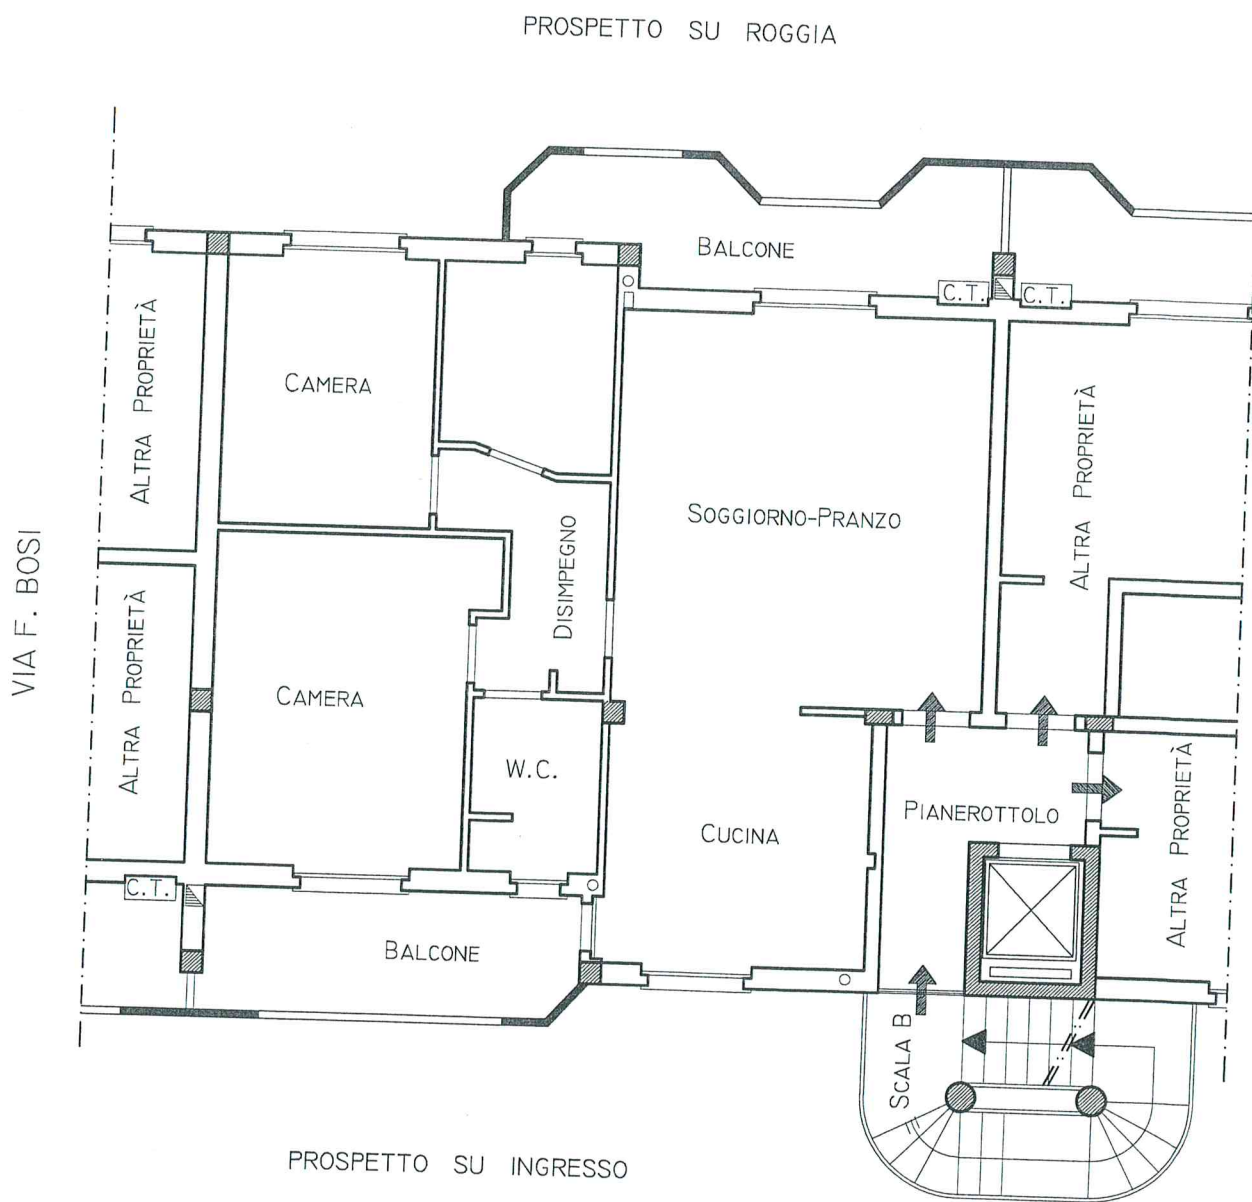 PROSPETTO SU ROGGIA
BALCONE
C.T.
C.T.
ALTRA PROPRIETÀ
CAMERA
ALTRA PROPRIETÀ
SOGGIORNO-PRANZO
DISIMPEGNO
VIA F. BOSI
ALTRA PROPRIETÀ
CAMERA
W.C.
CUCINA
PIANEROTTOLO
ALTRA PROPRIETÀ
C.T.
BALCONE
SCALA B
PROSPETTO SU INGRESSO